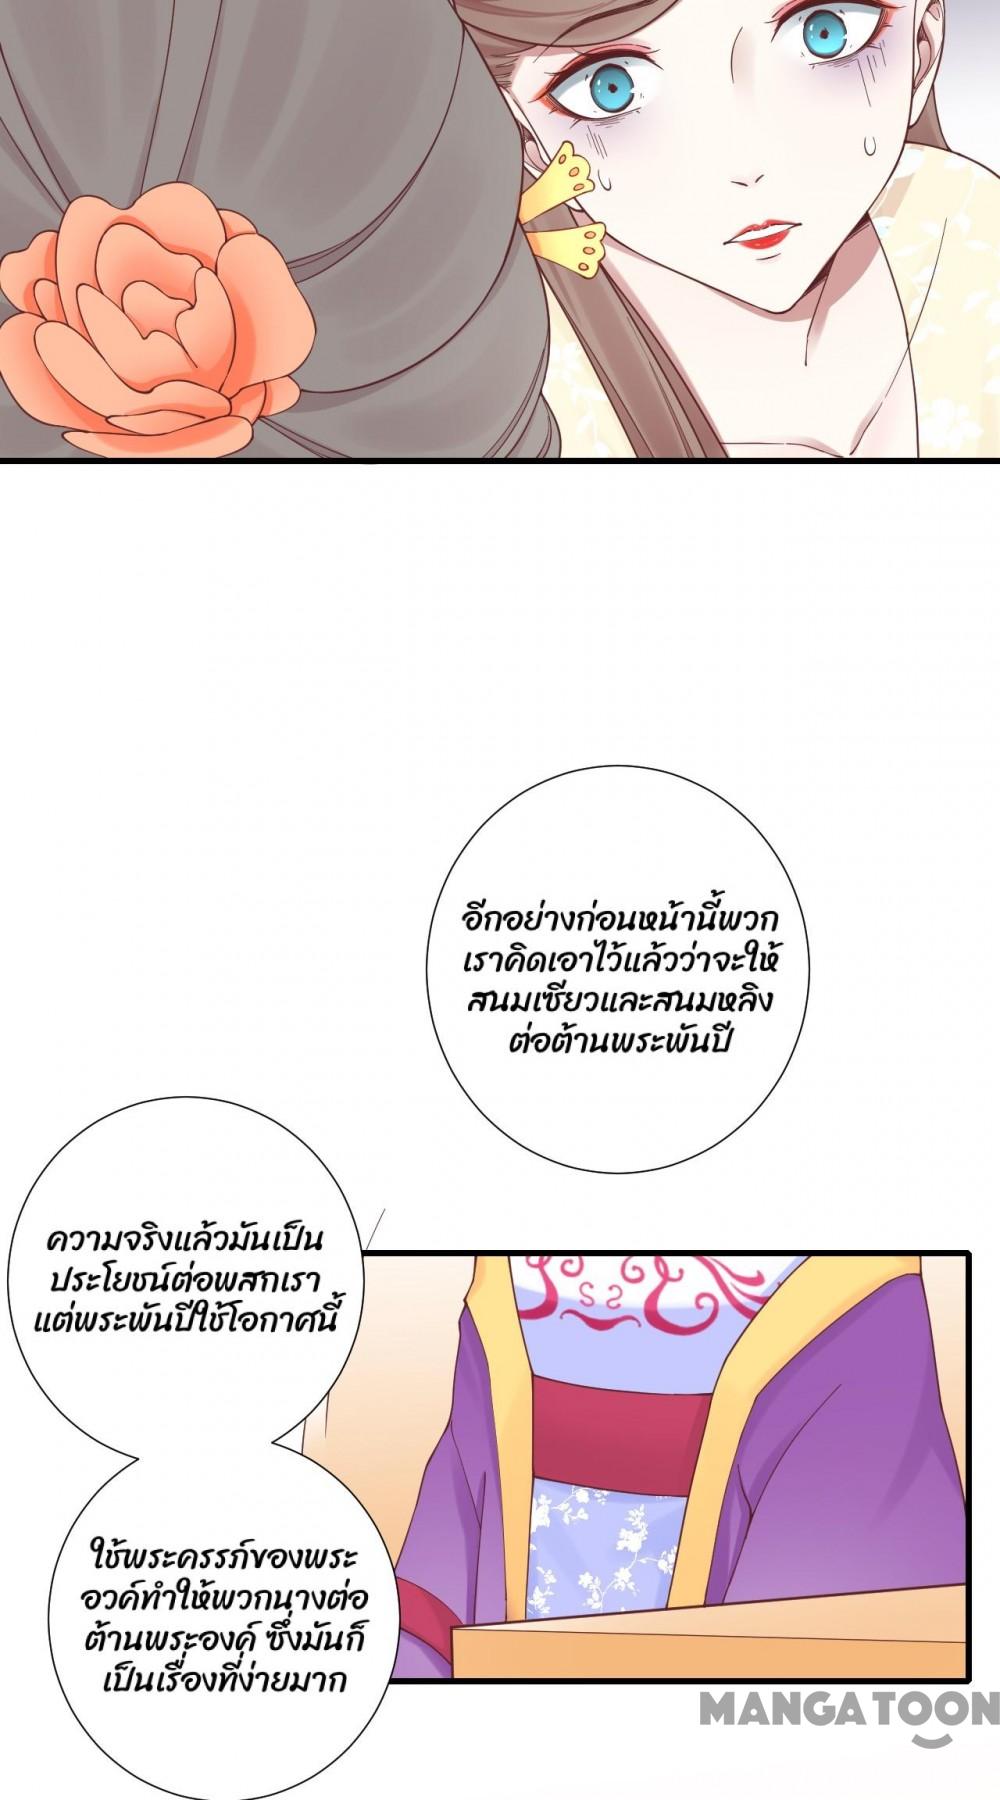 อีกอย่างก่อนหน้านี้พวก
เราคิดเอาไว้แล้วว่าจะให้
สนมเซียวและสนมหลิง
ต่อต้านพระพันปี
ความจริงแล้วมันเป็น
ประโยชน์ต่อพสกเรา
แต่พระพันปีใช้โอกาศนี้
ใช้พระครรภ์ของพระ
องค์ทำให้พวกนางต่อ
ต้านพระองค์ ซึ่งมันก็
เป็นเรื่องที่ง่ายมาก
MANGATOON